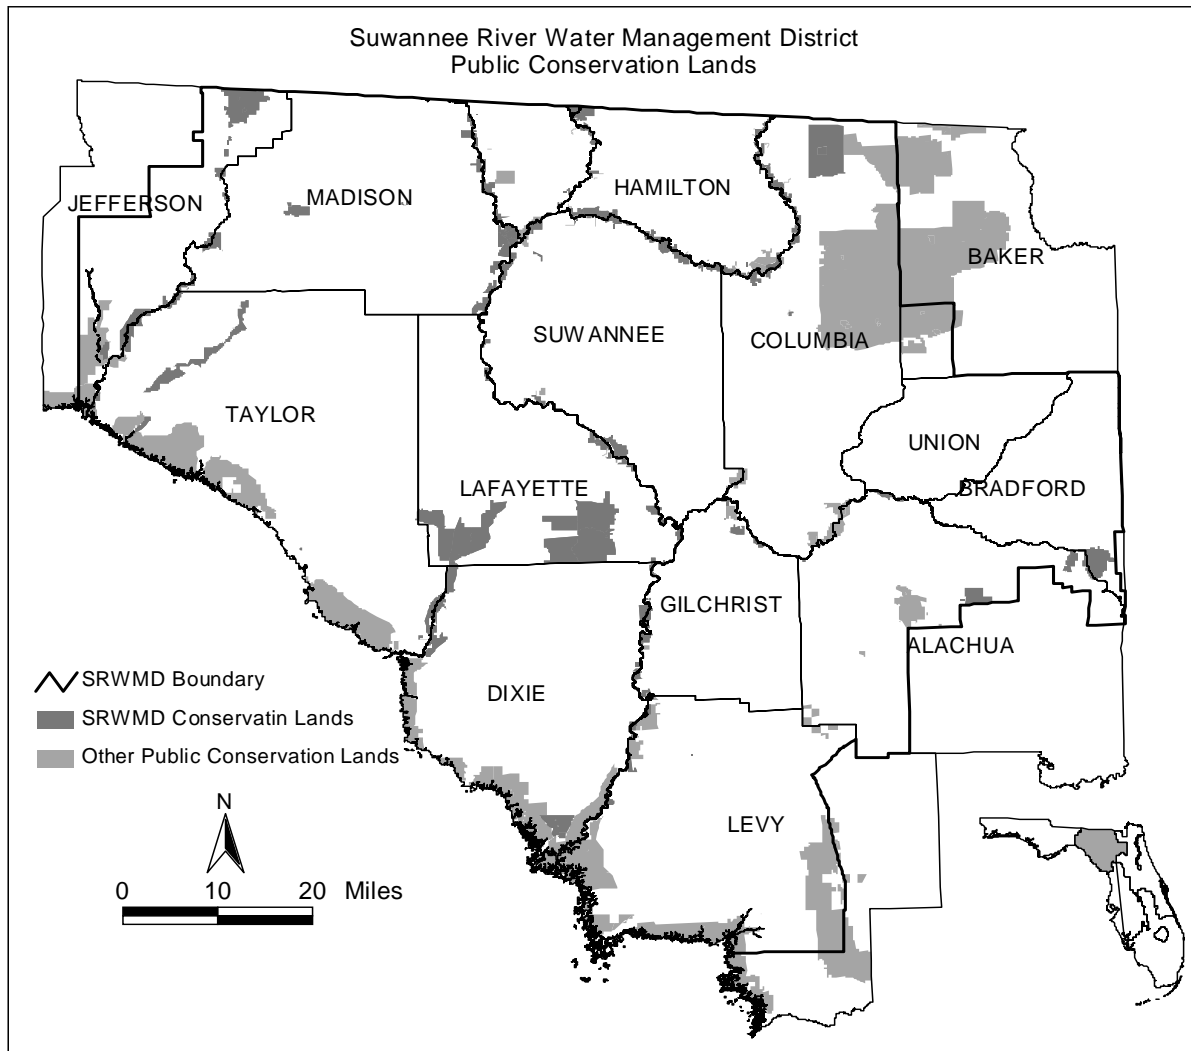 Suwannee River Water Management District
Public Conservation Lands
JEFFERSON
MADISON
HAMILTON
BAKER
SUWANNEE
COLUMBIA
TAYLOR
UNION
LAFAYETTE
BRADFORD
GILCHRIST
ALACHUA
DIXIE
LEVY
SRWMD Boundary
SRWMD Conservatin Lands
Other Public Conservation Lands
N
0 10 20 Miles